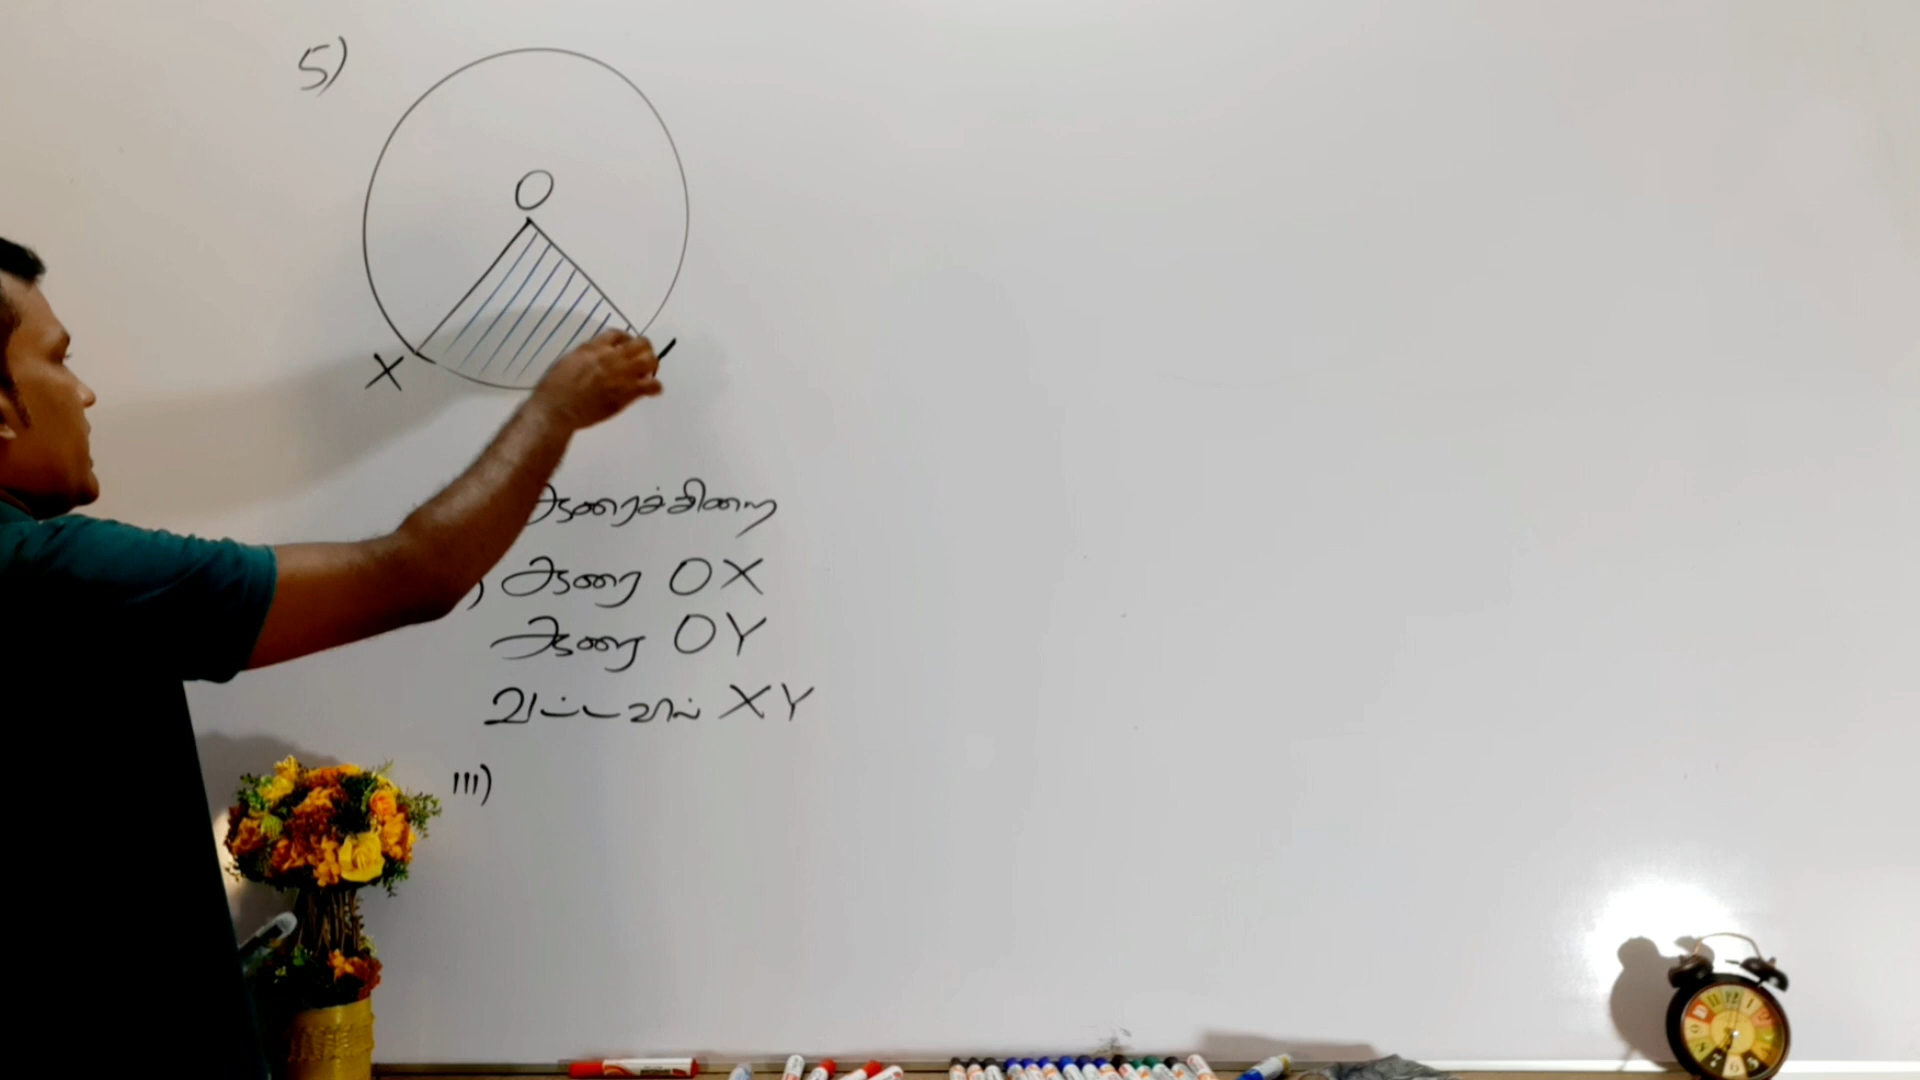 5)
O
X
ஆரைச்சிறை
) ஆரை OX
ஆரை OY
வட்டவில் XY
III)